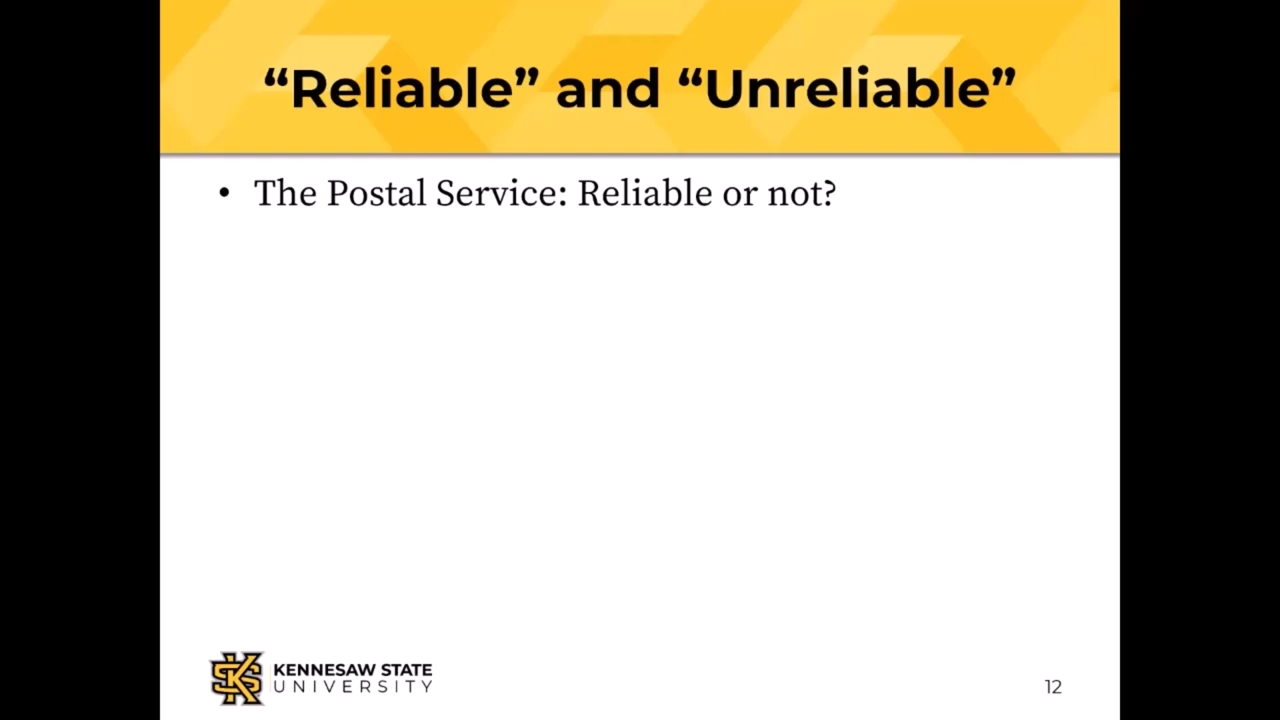 “Reliable” and “Unreliable”
• The Postal Service: Reliable or not?
KENNESAW STATE
UNIVERSITY
12